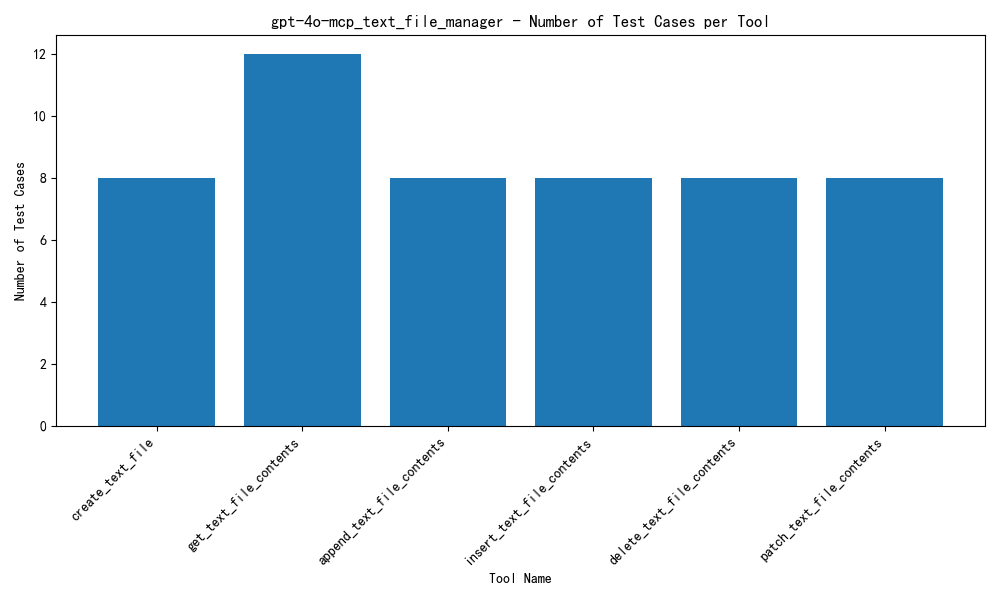 gpt-4o-mcp_text_file_manager - Number of Test Cases per Tool
Number of Test Cases
12
10
8
6
4
2
0
create_text_file
get_text_file_contents
append_text_file_contents
insert_text_file_contents
delete_text_file_contents
patch_text_file_contents
Tool Name